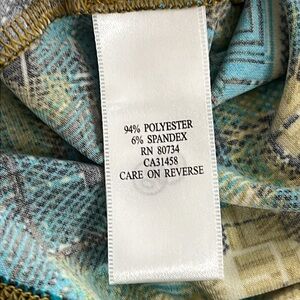 94% POLYESTER
6% SPANDEX
RN 80734
CA31458
CARE ON REVERSE